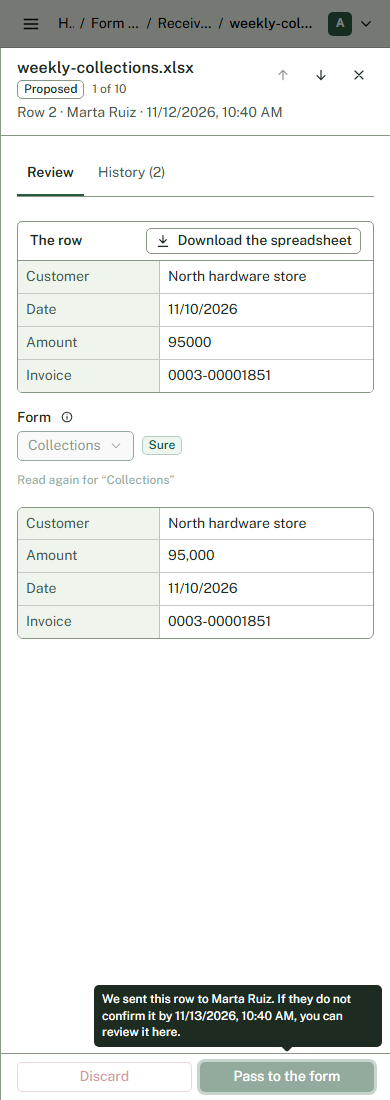 H. / Form ... / Receiv... / weekly-col... A
weekly-collections.xlsx
Proposed 1 of 10
Row 2 · Marta Ruiz · 11/12/2026, 10:40 AM
Review History (2)
The row Download the spreadsheet
Customer North hardware store
Date 11/10/2026
Amount 95000
Invoice 0003-00001851
Form
Collections Sure
Read again for “Collections”
Customer North hardware store
Amount 95,000
Date 11/10/2026
Invoice 0003-00001851
We sent this row to Marta Ruiz. If they do not
confirm it by 11/13/2026, 10:40 AM, you can
review it here.
Discard Pass to the form